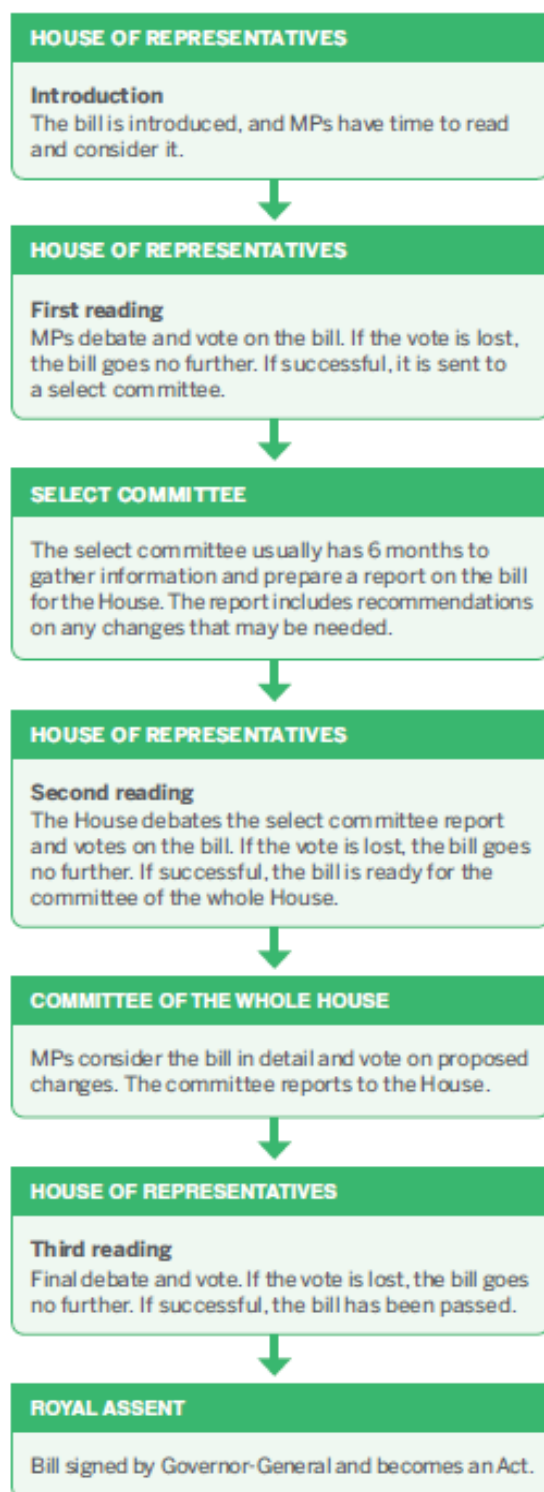 HOUSE OF REPRESENTATIVES
Introduction
The bill is introduced, and MPs have time to read
and consider it.
HOUSE OF REPRESENTATIVES
First reading
MPs debate and vote on the bill. If the vote is lost,
the bill goes no further. If successful, it is sent to
a select committee.
SELECT COMMITTEE
The select committee usually has 6 months to
gather information and prepare a report on the bill
for the House. The report includes recommendations
on any changes that may be needed.
HOUSE OF REPRESENTATIVES
Second reading
The House debates the select committee report
and votes on the bill. If the vote is lost, the bill goes
no further. If successful, the bill is ready for the
committee of the whole House.
COMMITTEE OF THE WHOLE HOUSE
MPs consider the bill in detail and vote on proposed
changes. The committee reports to the House.
HOUSE OF REPRESENTATIVES
Third reading
Final debate and vote. If the vote is lost, the bill goes
no further. If successful, the bill has been passed.
ROYAL ASSENT
Bill signed by Governor-General and becomes an Act.